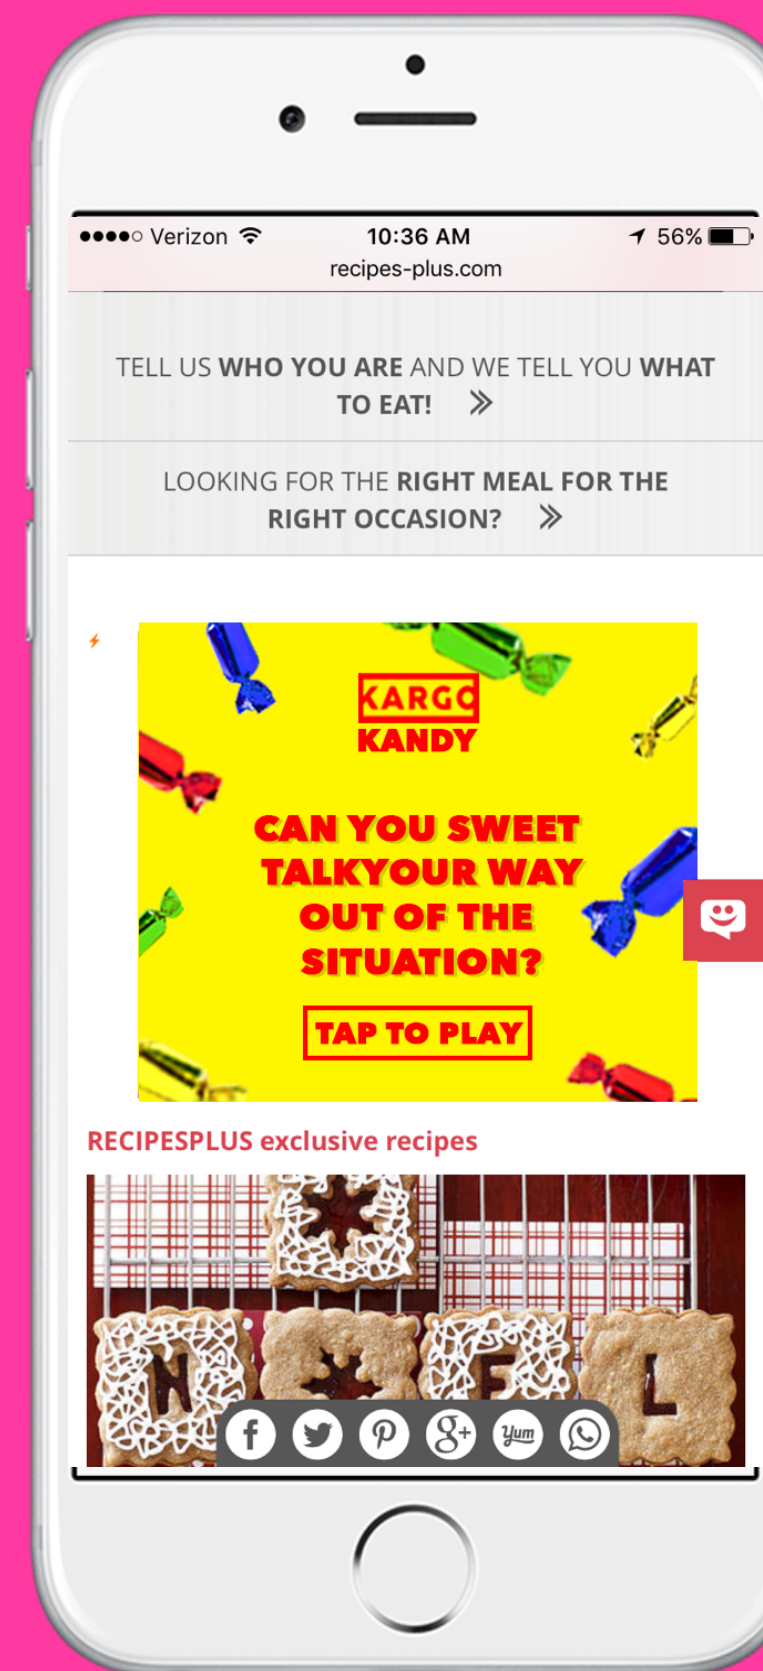 Verizon 10:36 AM 56%
recipes-plus.com
TELL US WHO YOU ARE AND WE TELL YOU WHAT
TO EAT!
LOOKING FOR THE RIGHT MEAL FOR THE
RIGHT OCCASION?
KARGO
KANDY
CAN YOU SWEET
TALKYOUR WAY
OUT OF THE
SITUATION?
TAP TO PLAY
RECIPESPLUS exclusive recipes
N E L
f g+ Yum